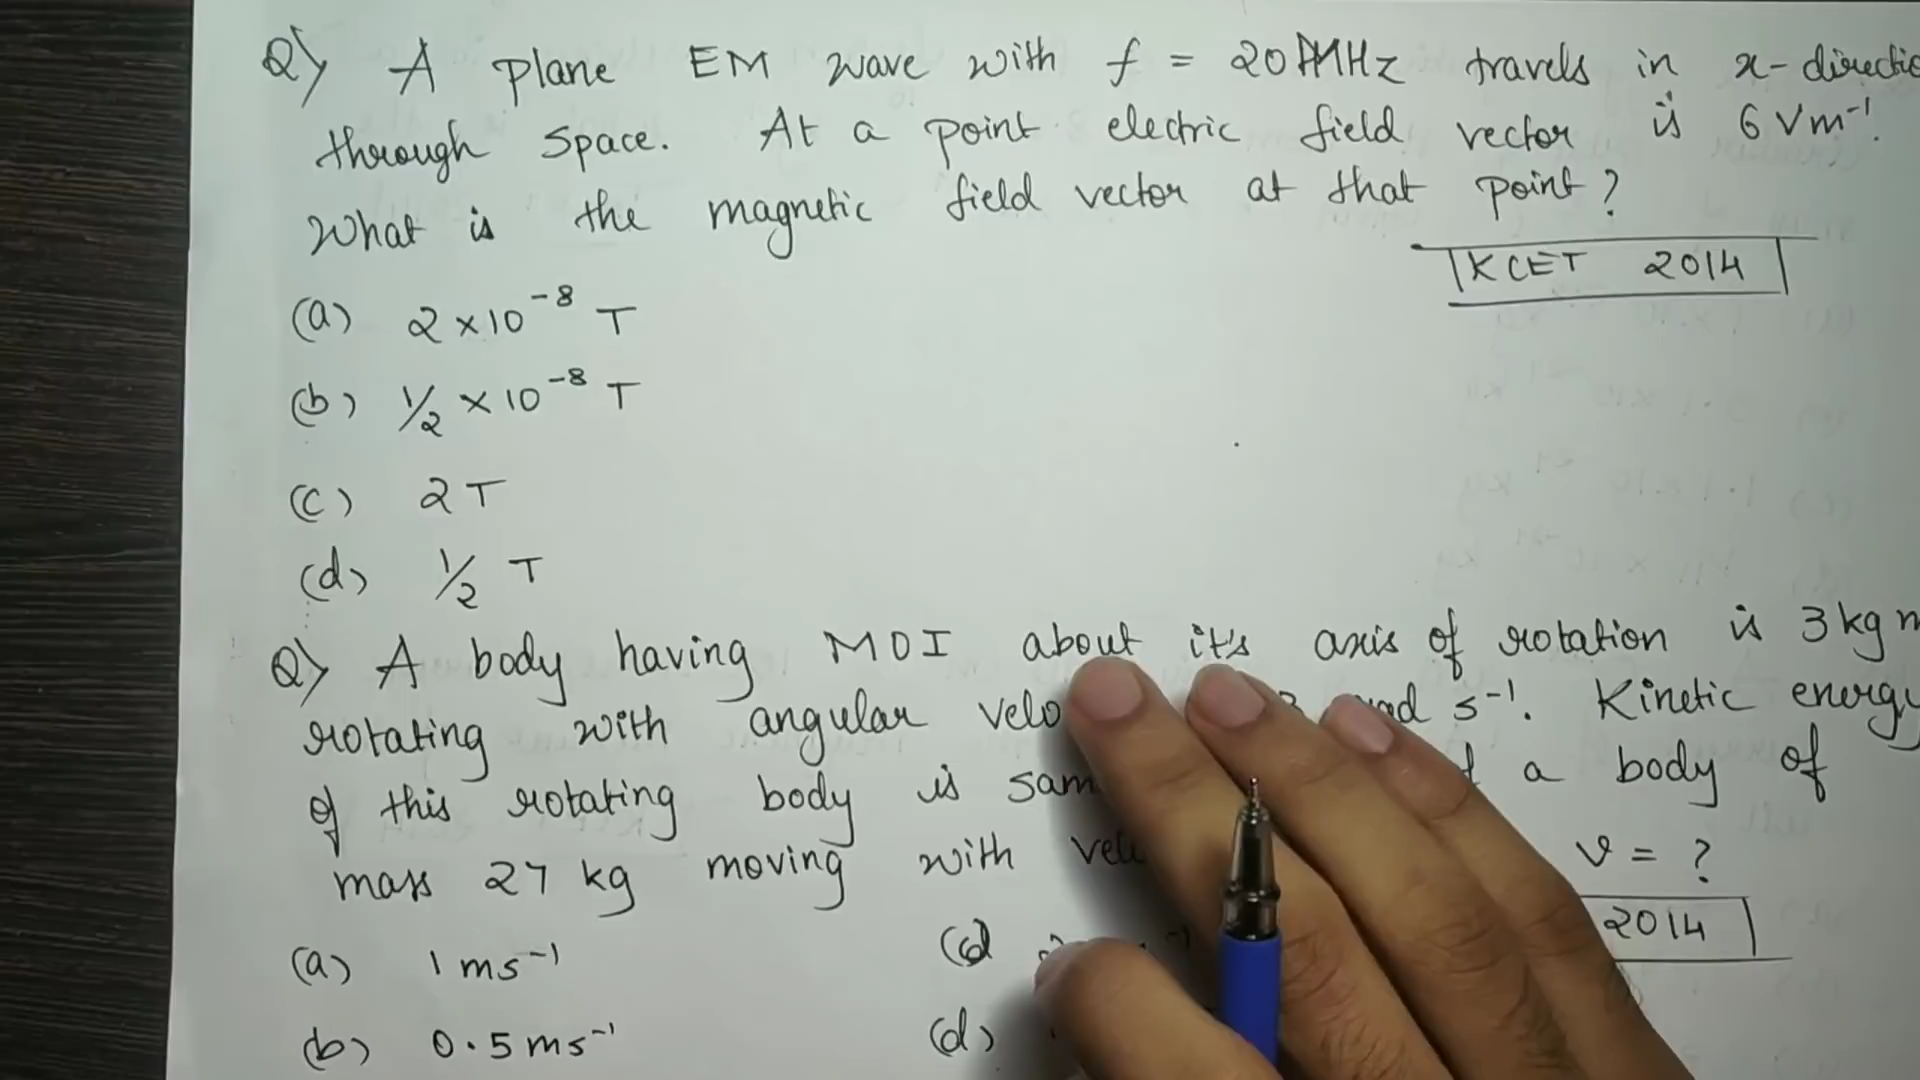 Q) A plane EM wave with f = 20 MHz travels in x-directio
through space. At a point electric field vector is 6 Vm⁻¹.
What is the magnetic field vector at that point?
KCET 2014
(a) 2 × 10⁻⁸ T
(b) 1/2 × 10⁻⁸ T
(c) 2 T
(d) 1/2 T
Q) A body having MOI about it's axis of rotation is 3 kg m
rotating with angular velo 3 rad s⁻¹. Kinetic energy
of this rotating body is sam a body of
mass 27 kg moving with vel v = ?
2014
(a) 1 ms⁻¹
(b) 0.5 ms⁻¹
(d)